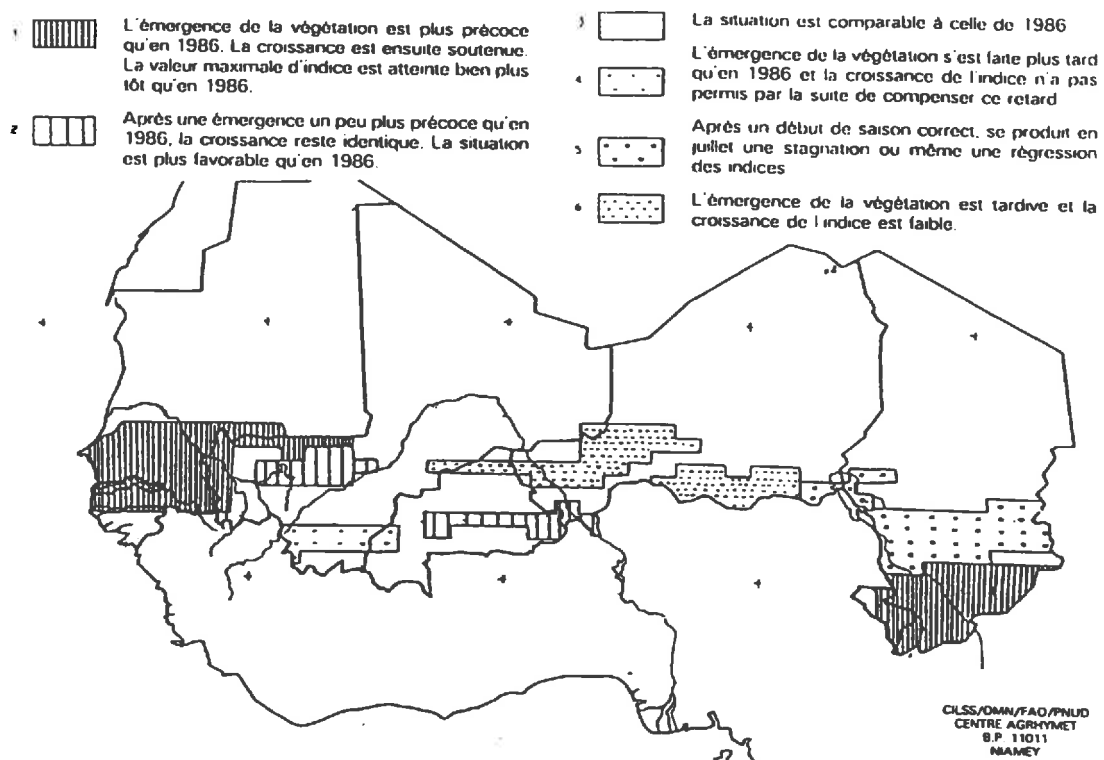 1 L'émergence de la végétation est plus précoce
qu'en 1986. La croissance est ensuite soutenue.
La valeur maximale d'indice est atteinte bien plus
tôt qu'en 1986.
2 Après une émergence un peu plus précoce qu'en
1986, la croissance reste identique. La situation
est plus favorable qu'en 1986.
3 La situation est comparable à celle de 1986
4 L'émergence de la végétation s'est faite plus tard
qu'en 1986 et la croissance de l'indice n'a pas
permis par la suite de compenser ce retard
5 Après un début de saison correct, se produit en
juillet une stagnation ou même une régression
des indices
6 L'émergence de la végétation est tardive et la
croissance de l'indice est faible.
CILSS/OMN/FAO/PNUD
CENTRE AGRHYMET
B.P. 11011
NIAMEY